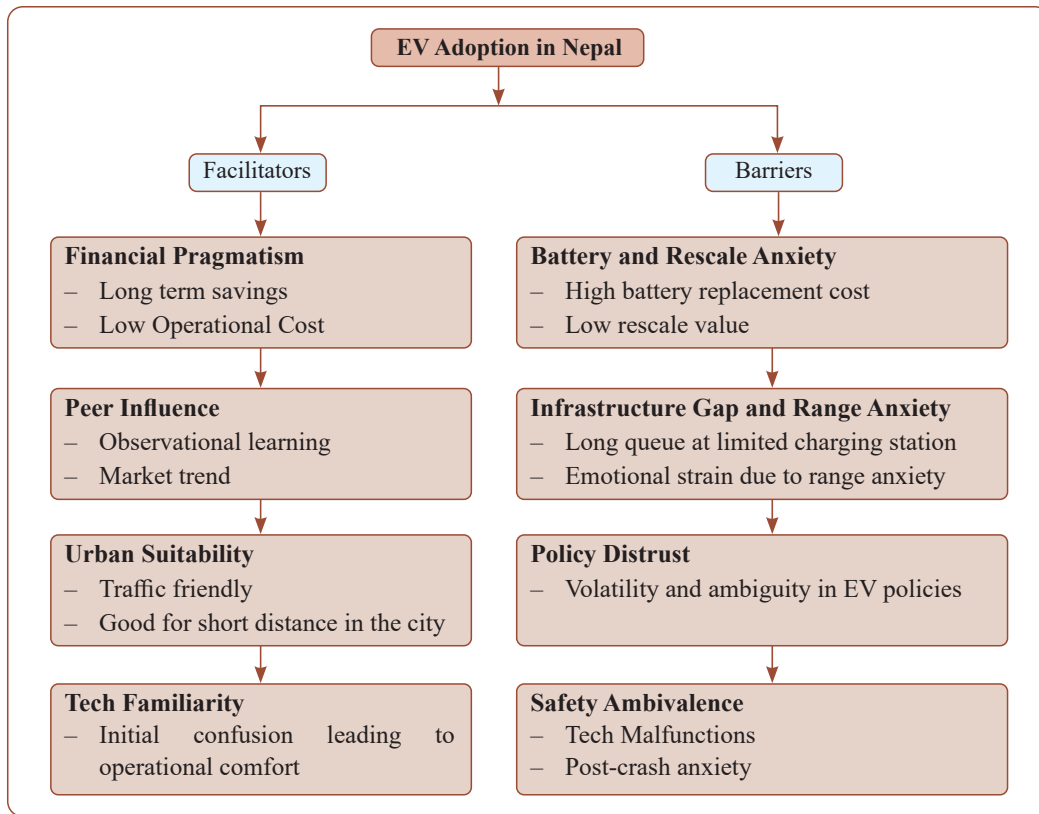 EV Adoption in Nepal
Facilitators
Financial Pragmatism
– Long term savings
– Low Operational Cost
Peer Influence
– Observational learning
– Market trend
Urban Suitability
– Traffic friendly
– Good for short distance in the city
Tech Familiarity
– Initial confusion leading to
operational comfort
Barriers
Battery and Rescale Anxiety
– High battery replacement cost
– Low rescale value
Infrastructure Gap and Range Anxiety
– Long queue at limited charging station
– Emotional strain due to range anxiety
Policy Distrust
– Volatility and ambiguity in EV policies
Safety Ambivalence
– Tech Malfunctions
– Post-crash anxiety